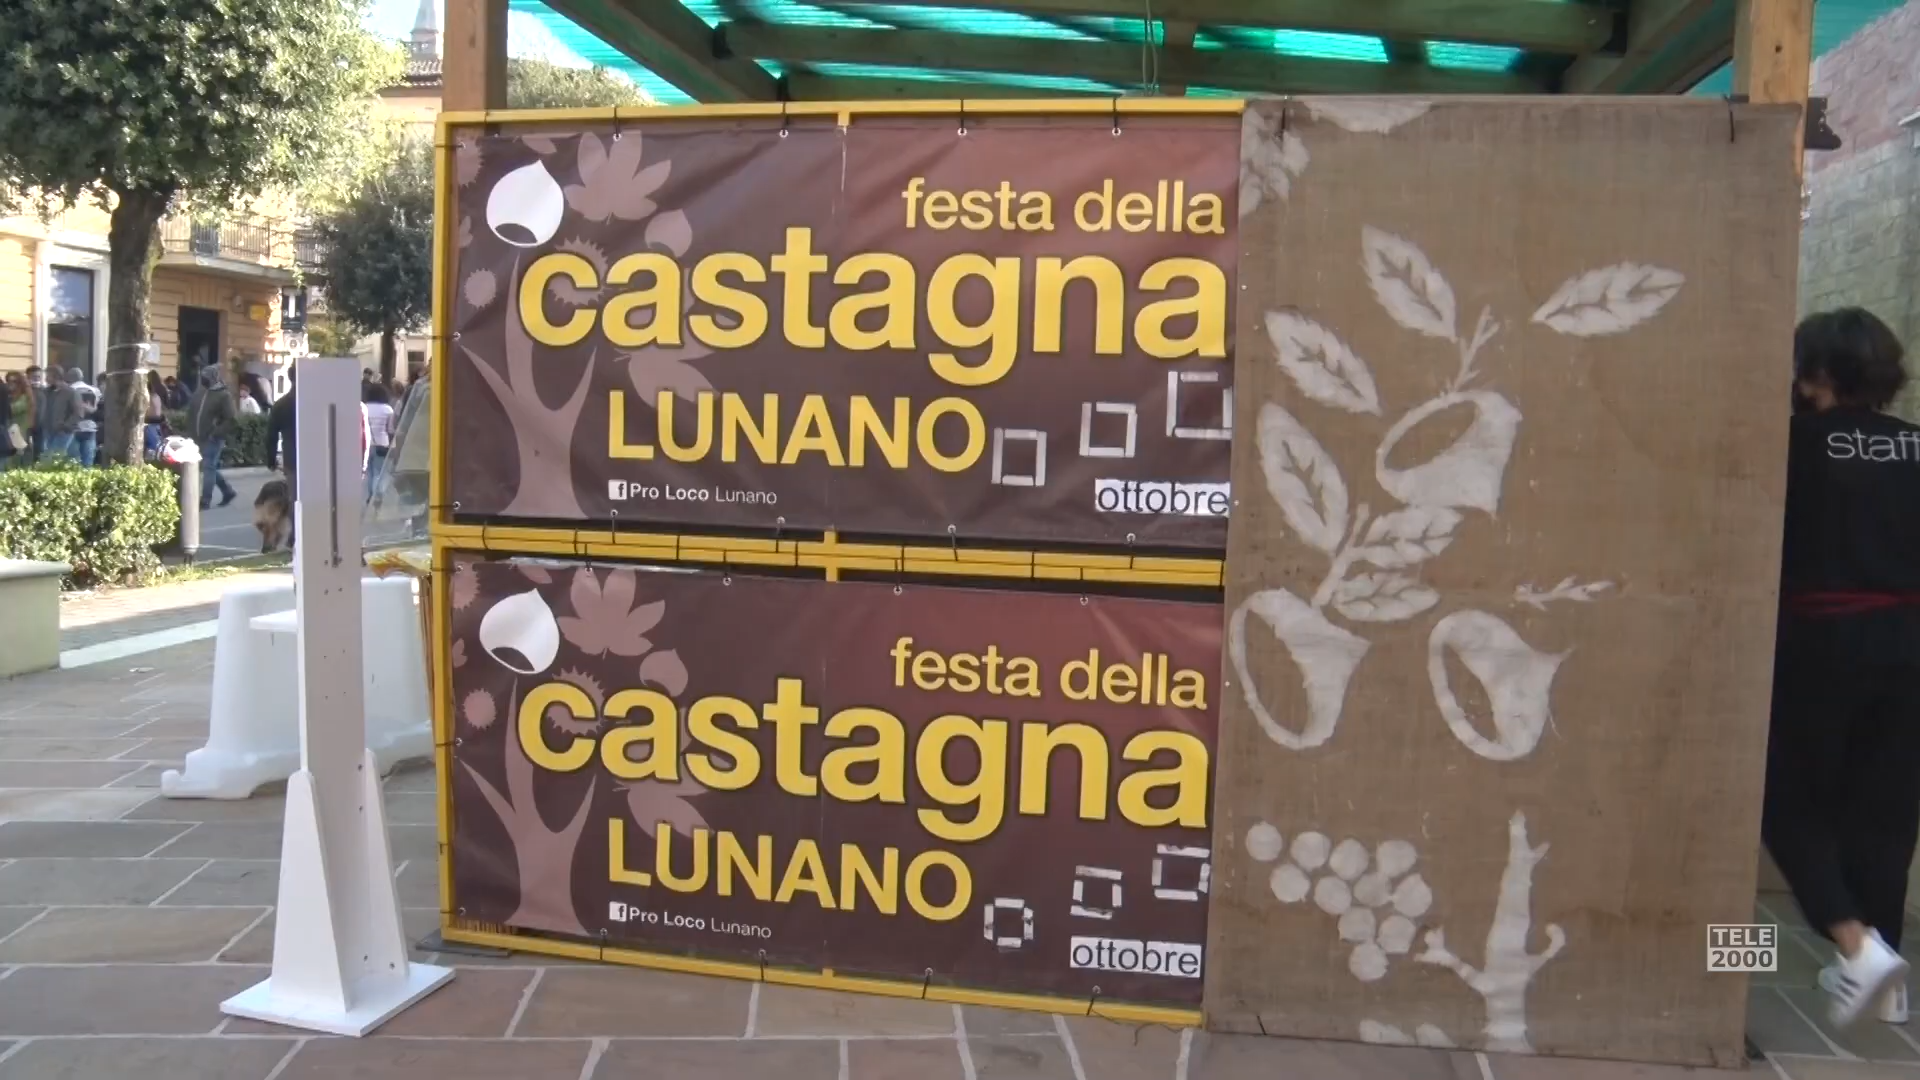 festa della
castagna
LUNANO
f Pro Loco Lunano
ottobre
festa della
castagna
LUNANO
f Pro Loco Lunano
ottobre
staff
TELE
2000